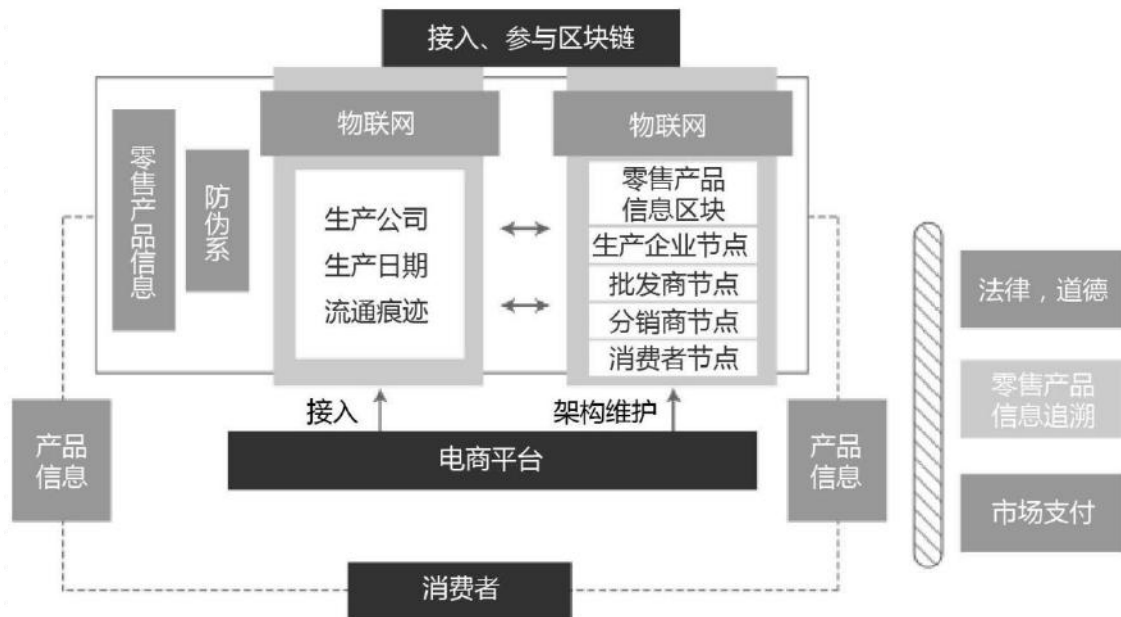 接入、参与区块链
零售产品信息
防伪系
物联网
生产公司
生产日期
流通痕迹
物联网
零售产品
信息区块
生产企业节点
批发商节点
分销商节点
消费者节点
接入
架构维护
电商平台
产品
信息
产品
信息
消费者
法律，道德
零售产品
信息追溯
市场支付